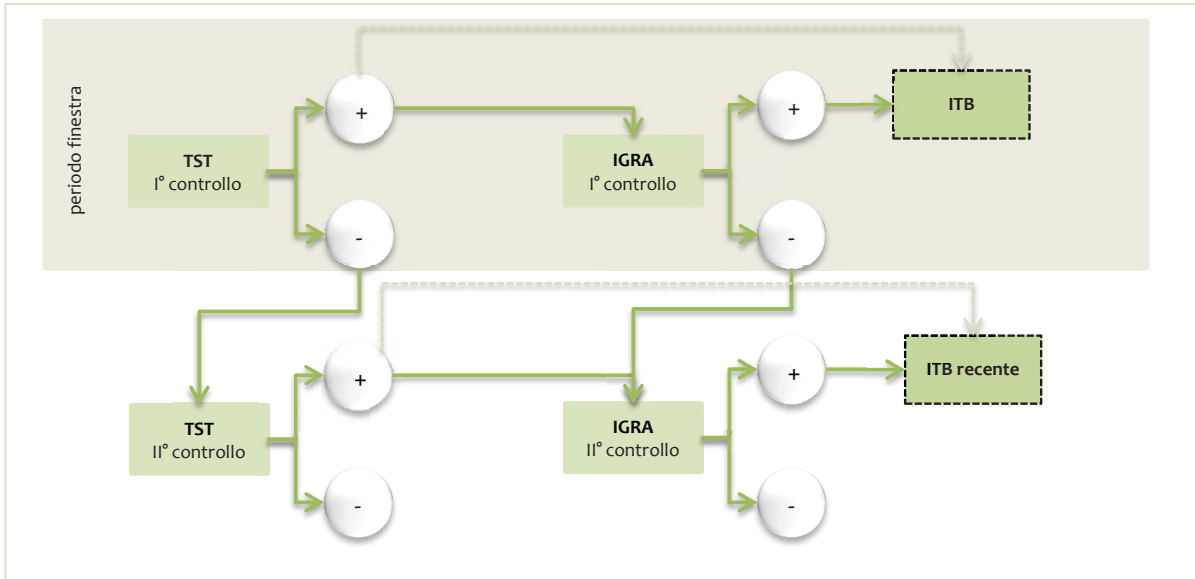 periodo finestra
TST
I° controllo
+
-
IGRA
I° controllo
+
-
ITB
TST
II° controllo
+
-
IGRA
II° controllo
+
-
ITB recente